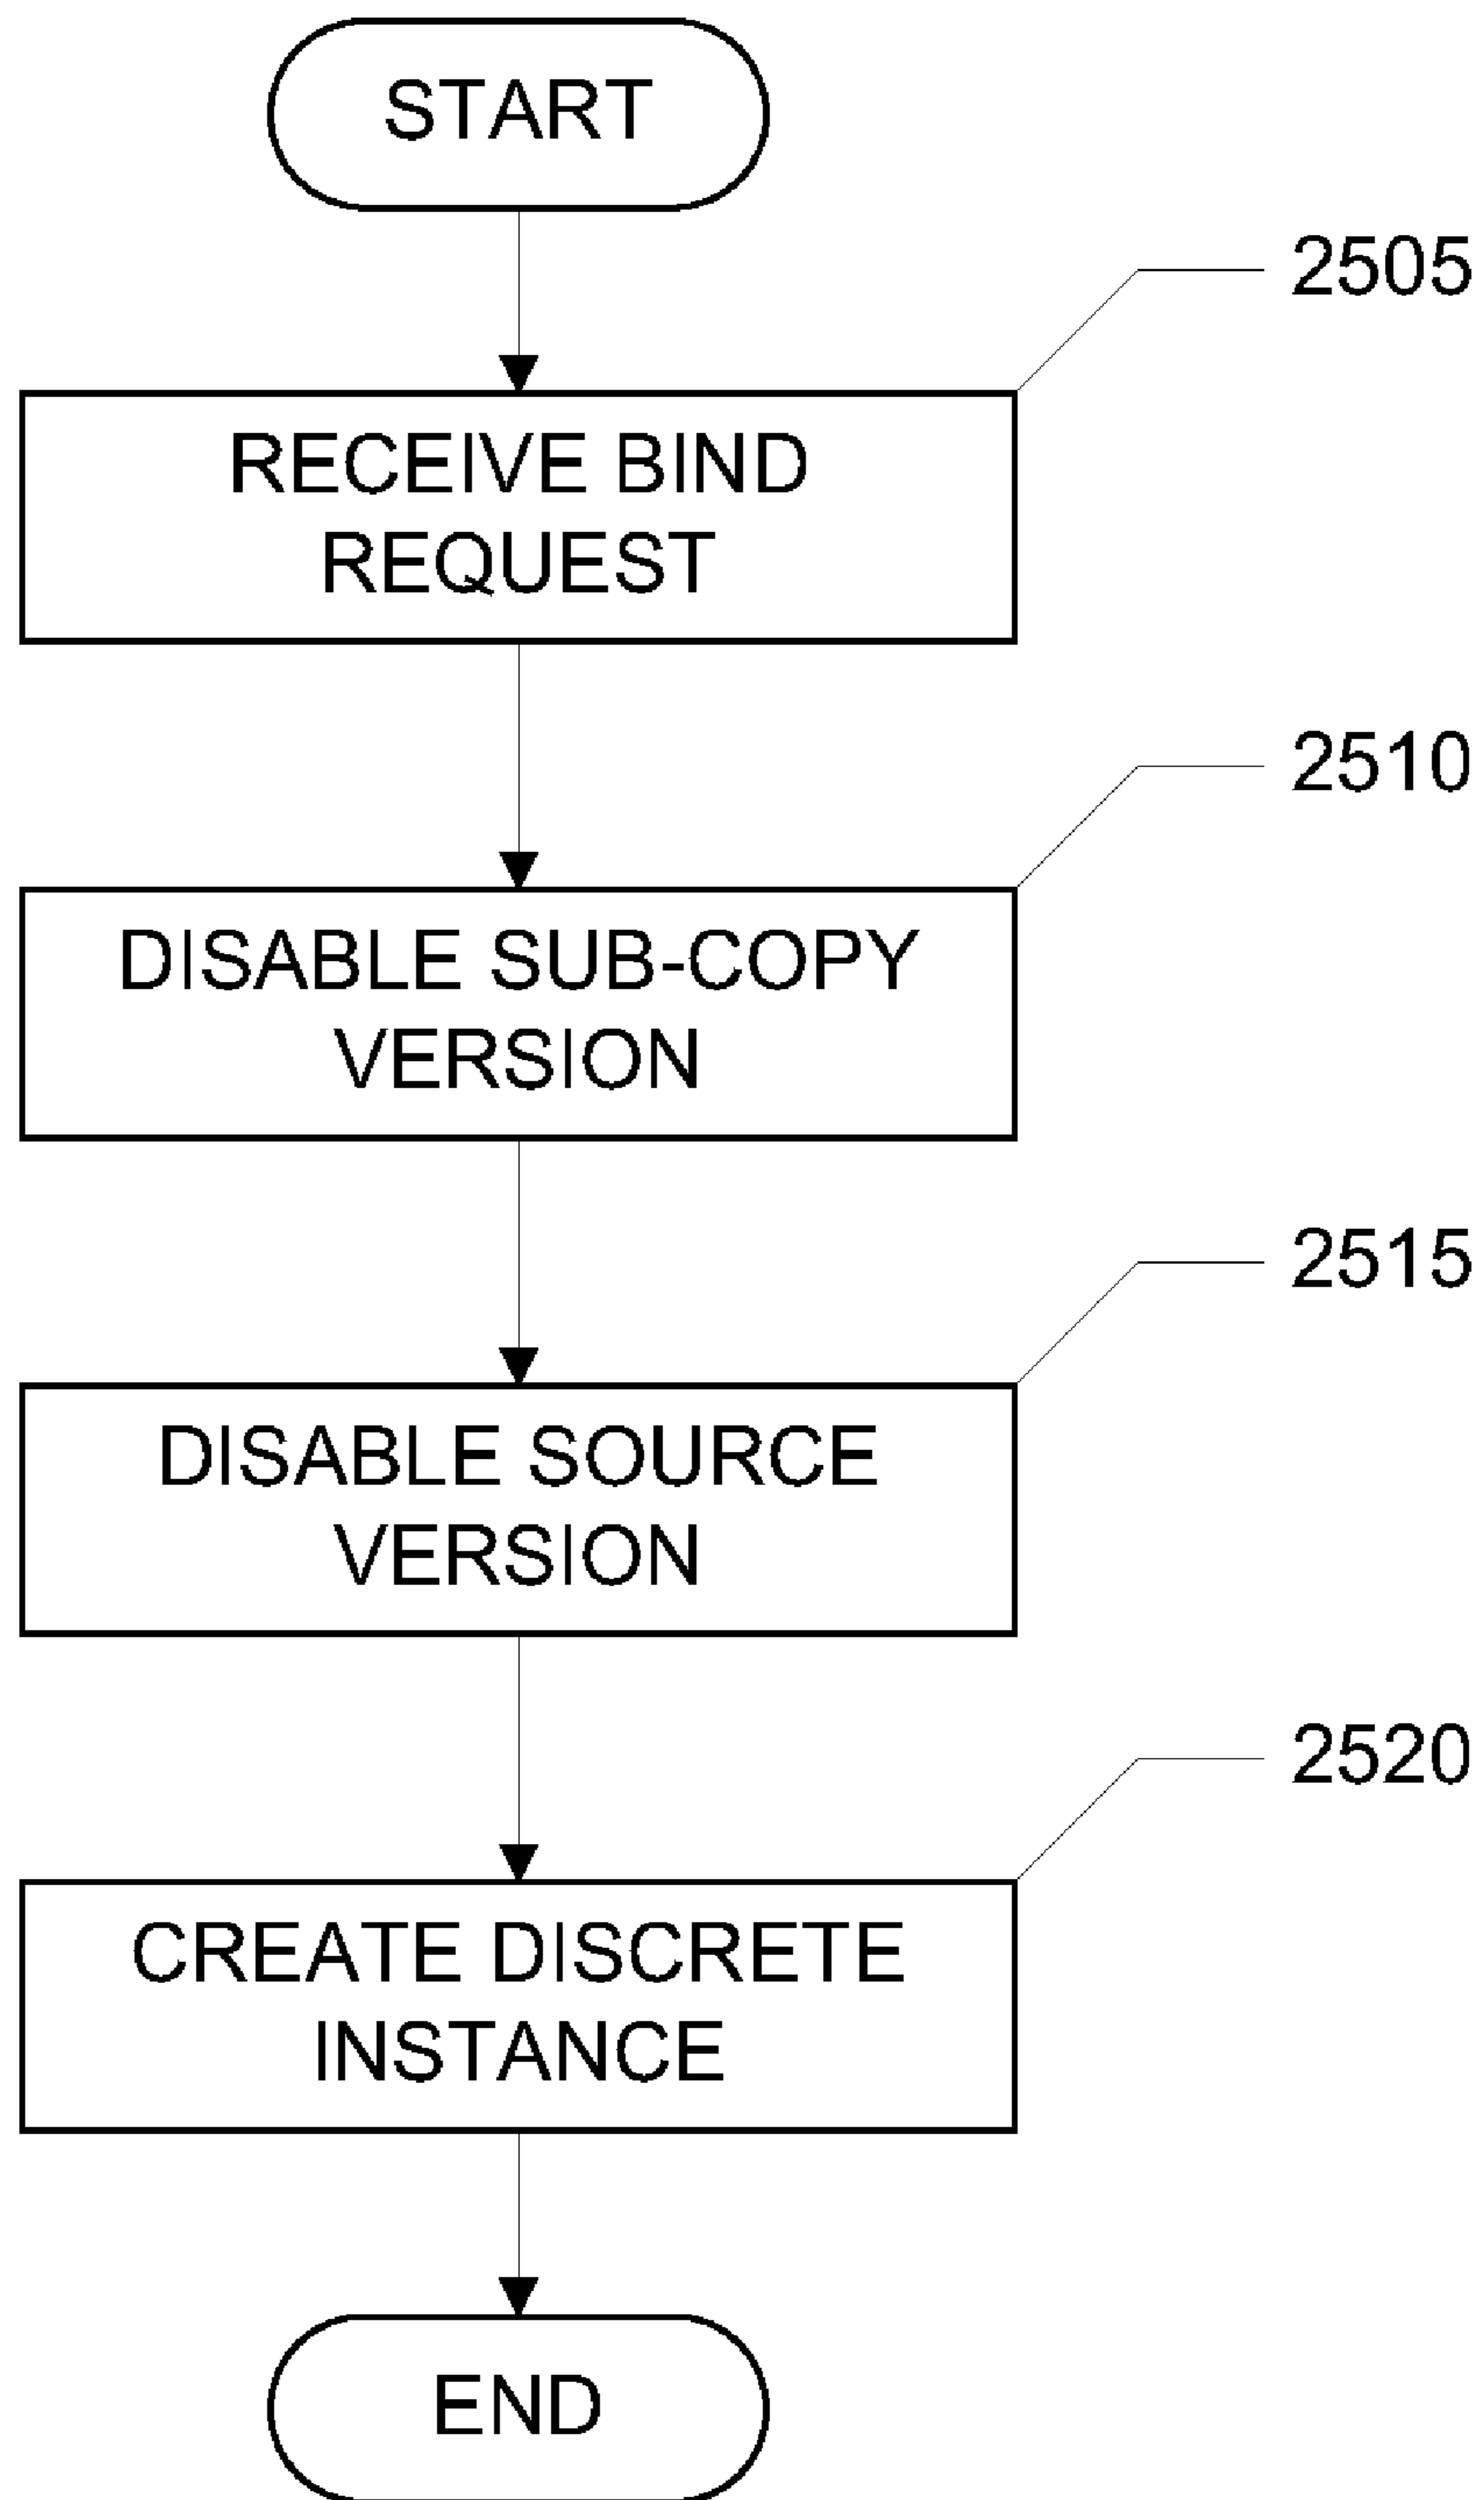 START
2505
RECEIVE BIND
REQUEST
2510
DISABLE SUB-COPY
VERSION
2515
DISABLE SOURCE
VERSION
2520
CREATE DISCRETE
INSTANCE
END